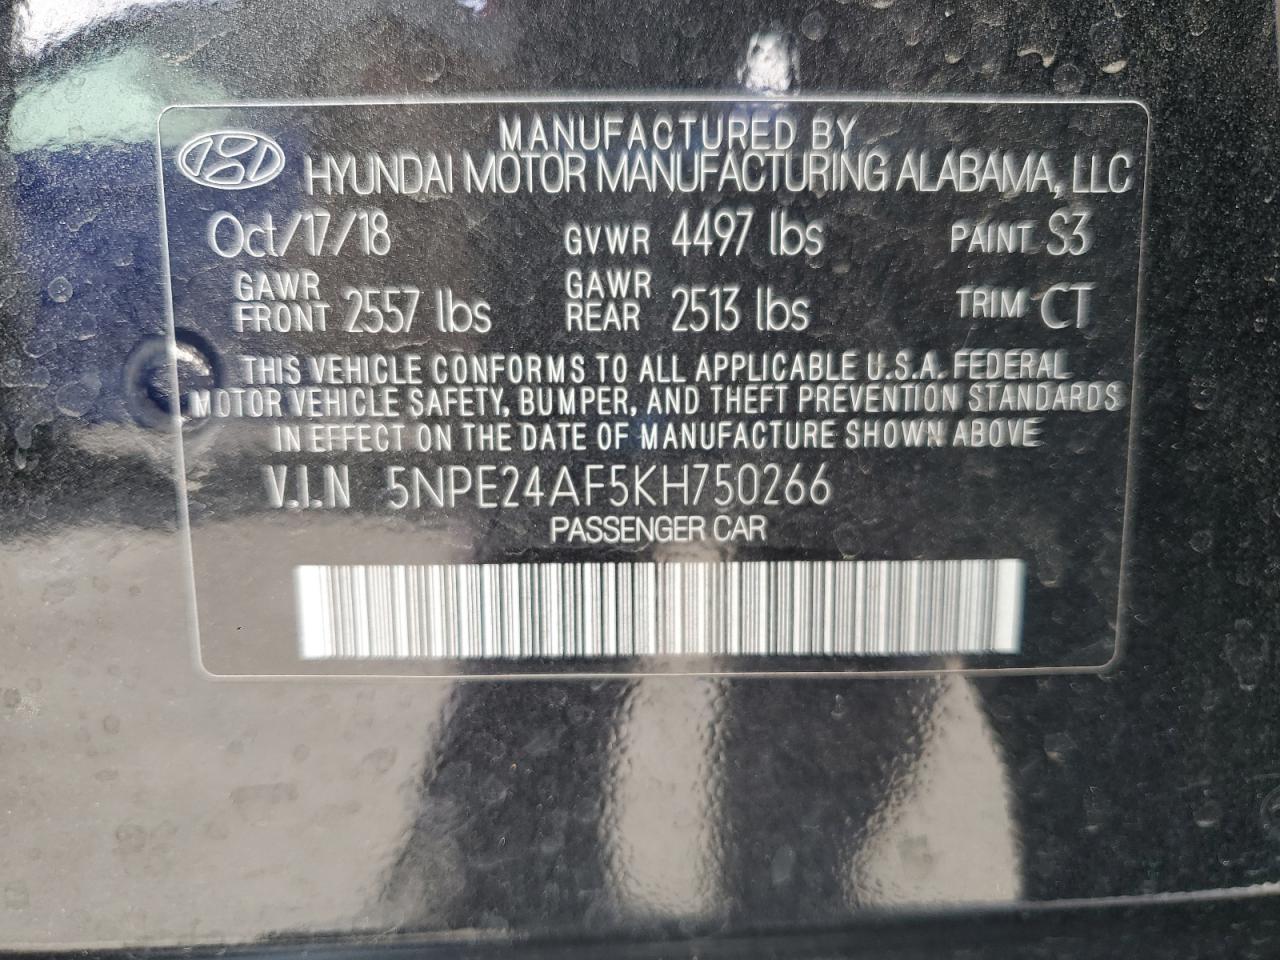 MANUFACTURED BY
HYUNDAI MOTOR MANUFACTURING ALABAMA, LLC
Oct/17/18 GVWR 4497 lbs PAINT S3
GAWR FRONT 2557 lbs GAWR REAR 2513 lbs TRIM CT
THIS VEHICLE CONFORMS TO ALL APPLICABLE U.S.A. FEDERAL
MOTOR VEHICLE SAFETY, BUMPER, AND THEFT PREVENTION STANDARDS
IN EFFECT ON THE DATE OF MANUFACTURE SHOWN ABOVE
V.I.N 5NPE24AF5KH750266
PASSENGER CAR